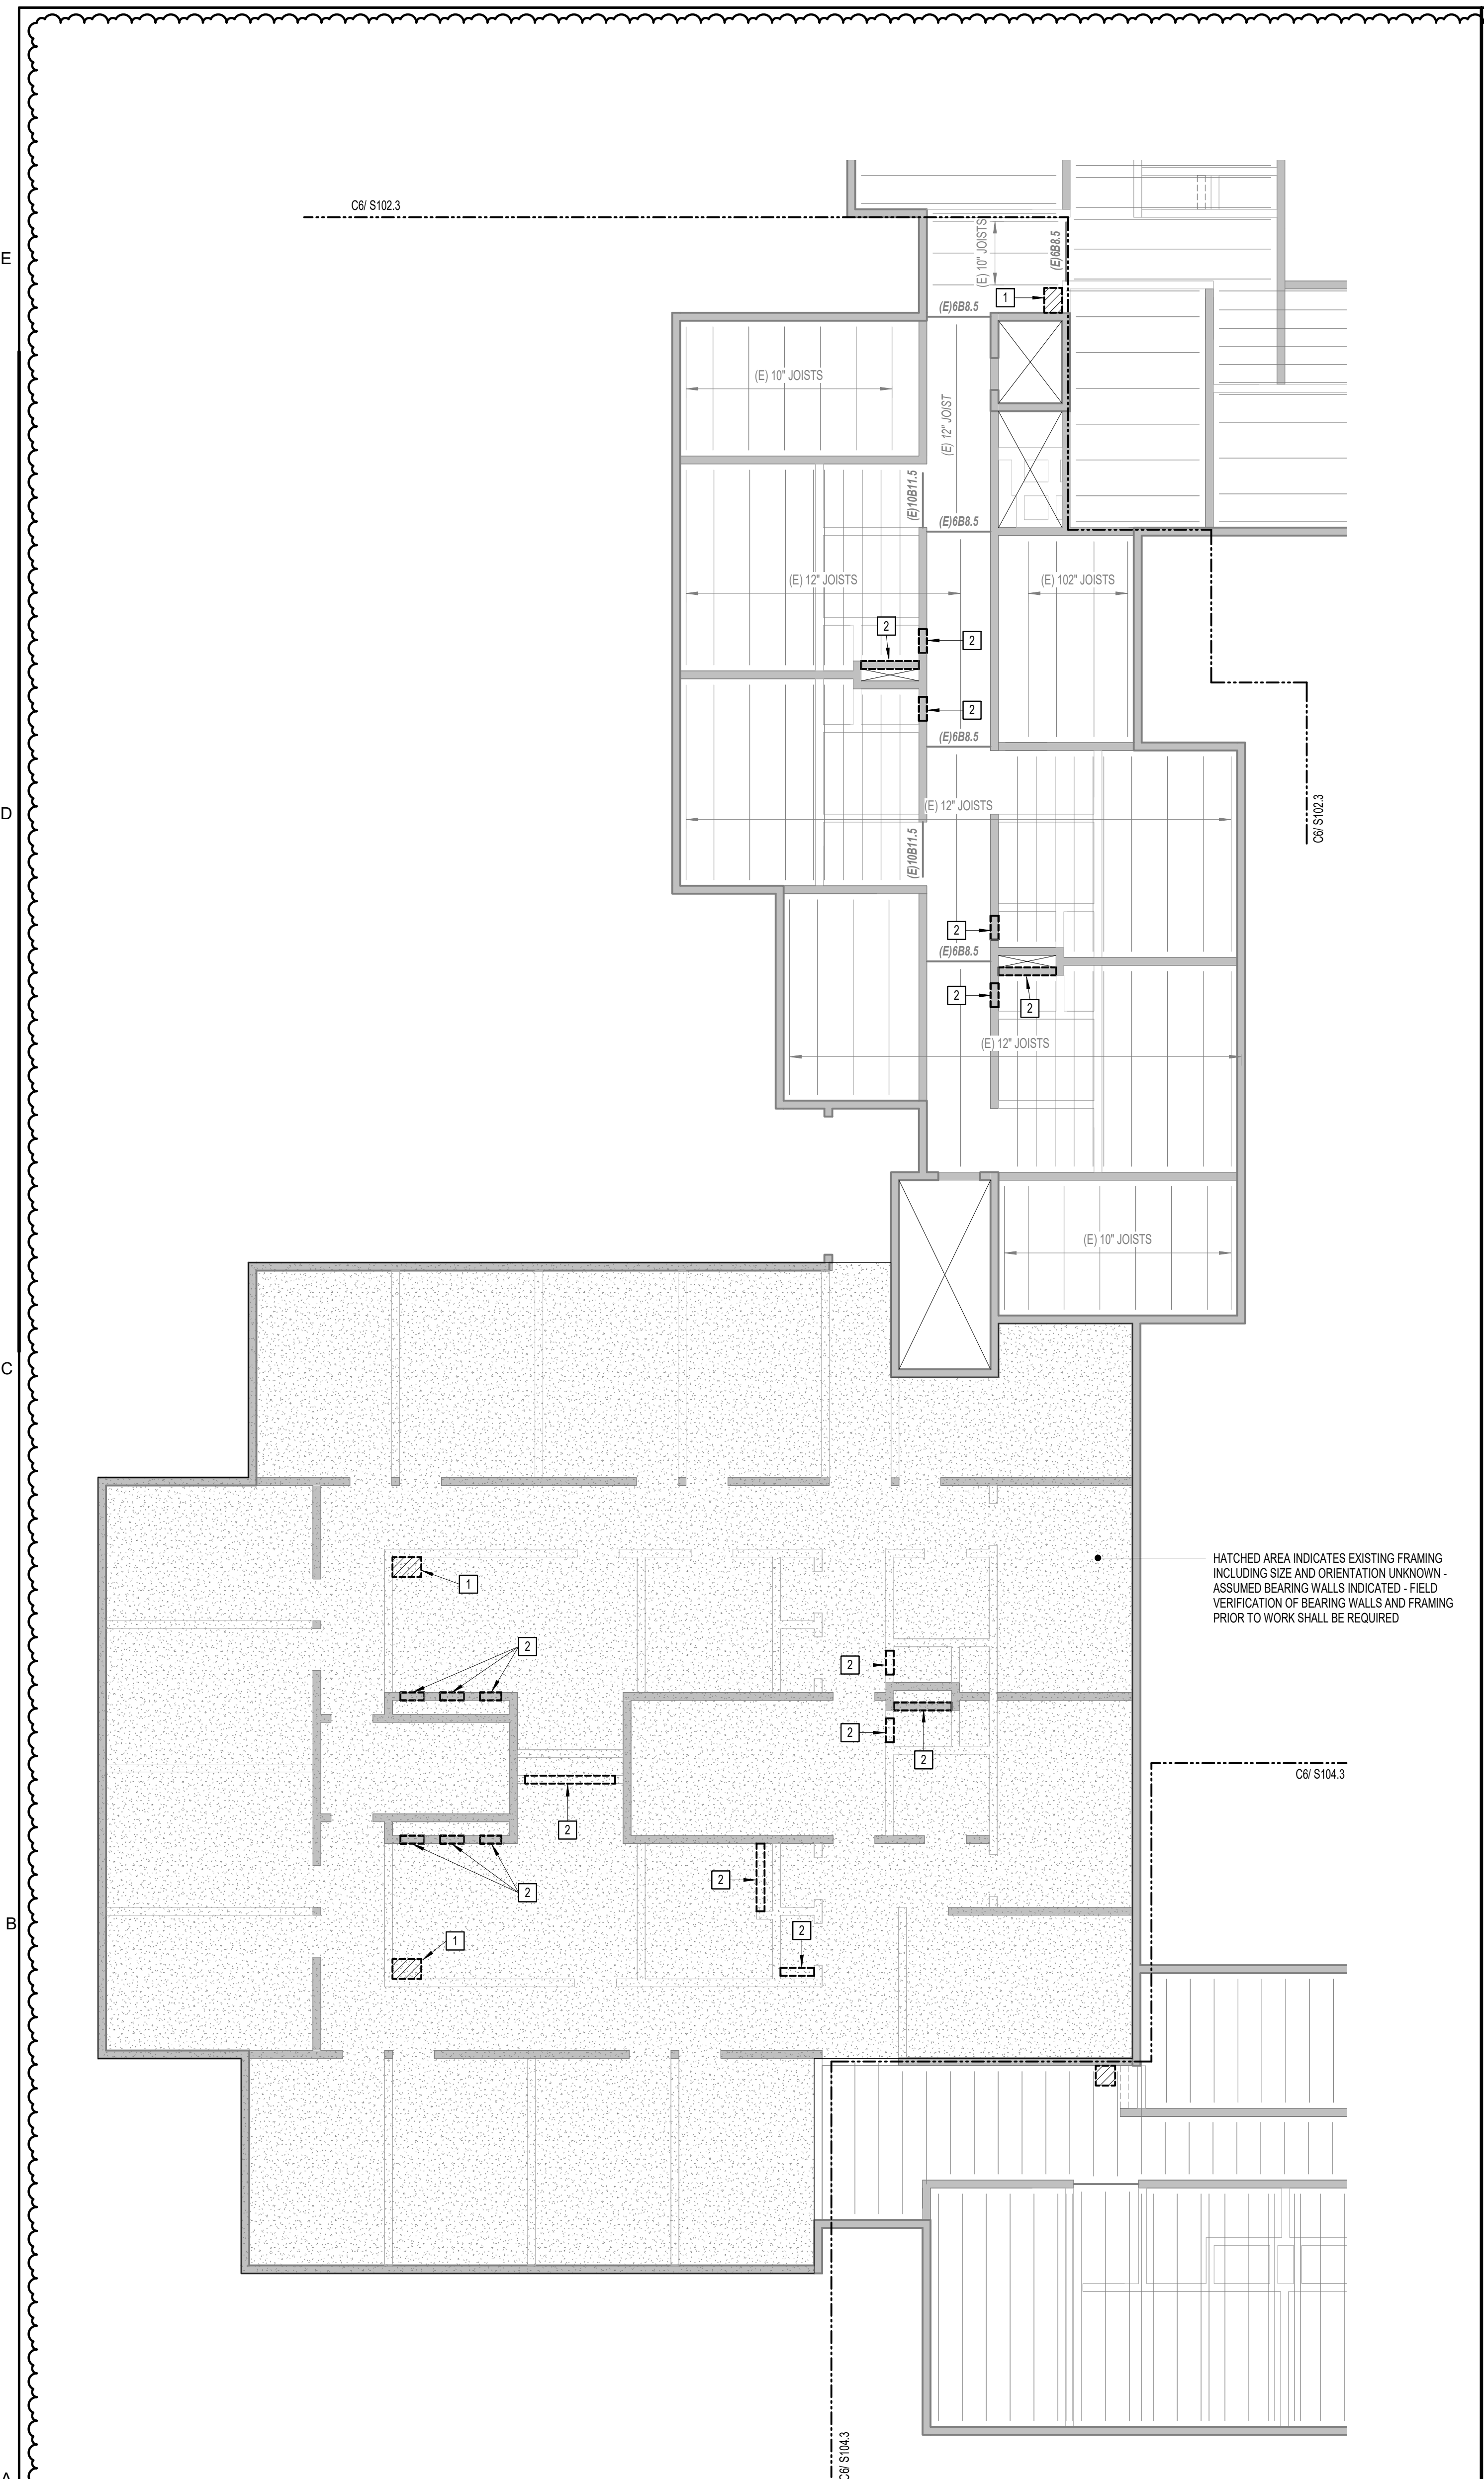 C6/ S102.3
E
(E) 10" JOISTS
(E)6B8.5
1
(E)6B8.5
(E) 10" JOISTS
(E) 12" JOIST
(E)10B11.5
(E)6B8.5
(E) 12" JOISTS
(E) 102" JOISTS
2
2
2
(E)6B8.5
D
(E) 12" JOISTS
C6/ S102.3
(E)10B11.5
2
(E)6B8.5
2
2
(E) 12" JOISTS
(E) 10" JOISTS
C
HATCHED AREA INDICATES EXISTING FRAMING
INCLUDING SIZE AND ORIENTATION UNKNOWN -
ASSUMED BEARING WALLS INDICATED - FIELD
VERIFICATION OF BEARING WALLS AND FRAMING
PRIOR TO WORK SHALL BE REQUIRED
1
2
2
2
2
C6/ S104.3
2
2
2
B
2
1
C6/ S104.3
A